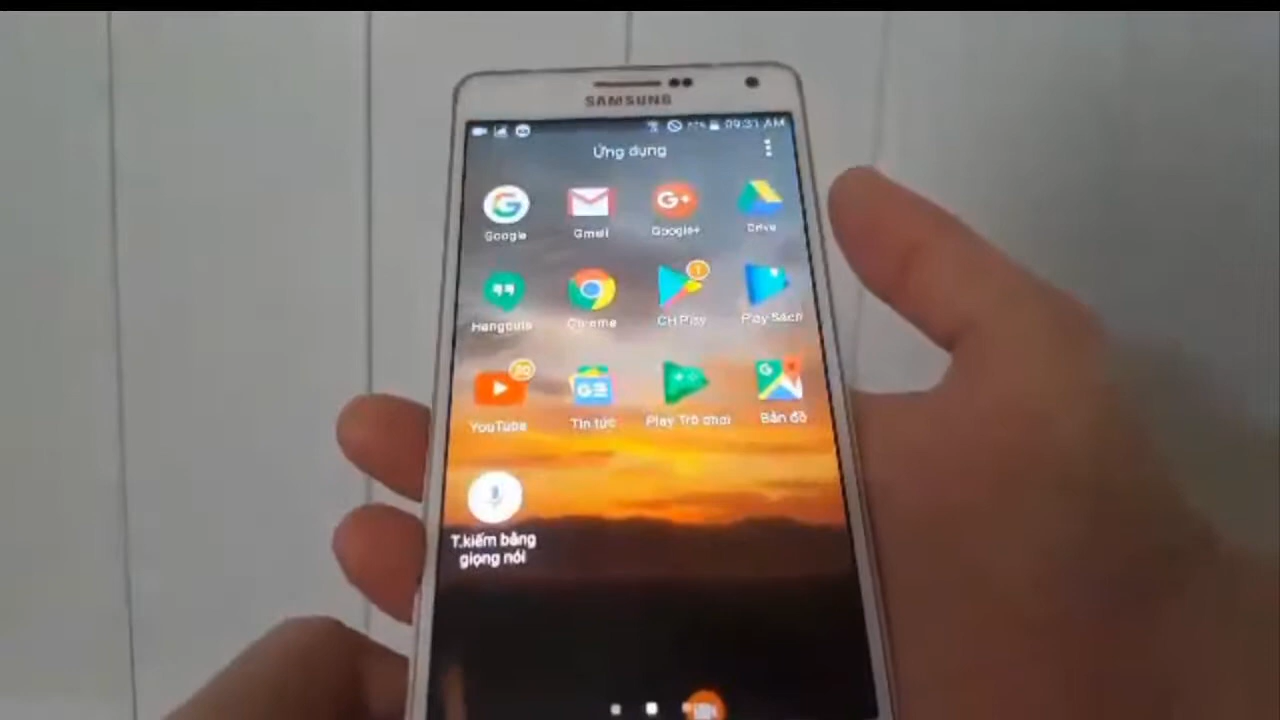 SAMSUNG
09:31 AM
Ứng dụng
Google
Gmail
Google+
Drive
Hangouts
Chrome
CH Play
Play Sách
YouTube
Tin tức
Play Trò chơi
Bản đồ
T.kiếm bằng
giọng nói